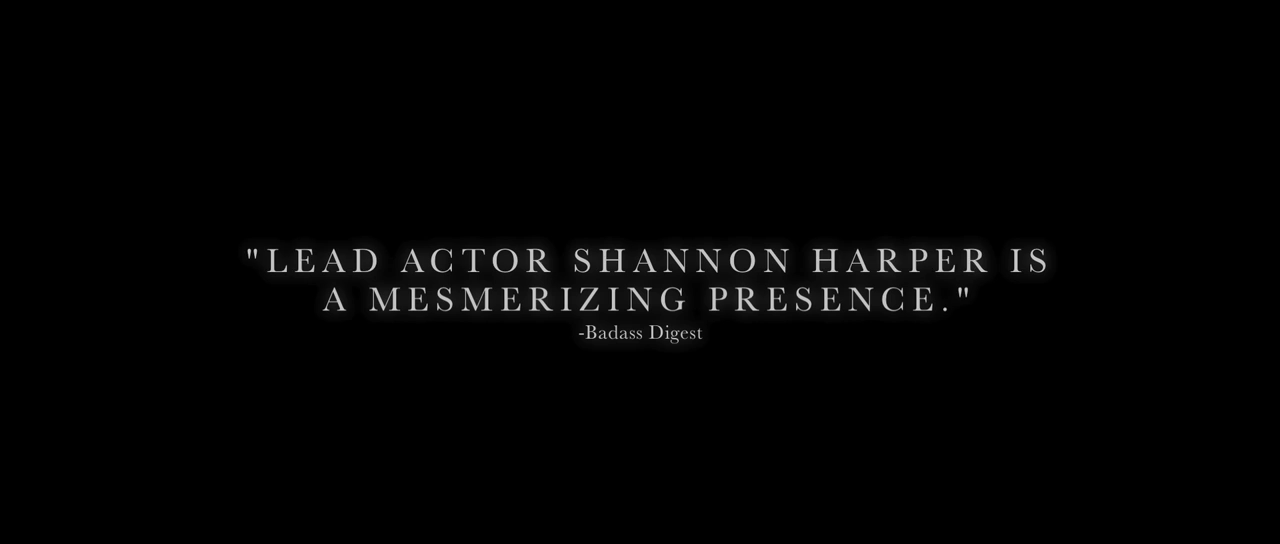 "LEAD ACTOR SHANNON HARPER IS
A MESMERIZING PRESENCE."
-Badass Digest